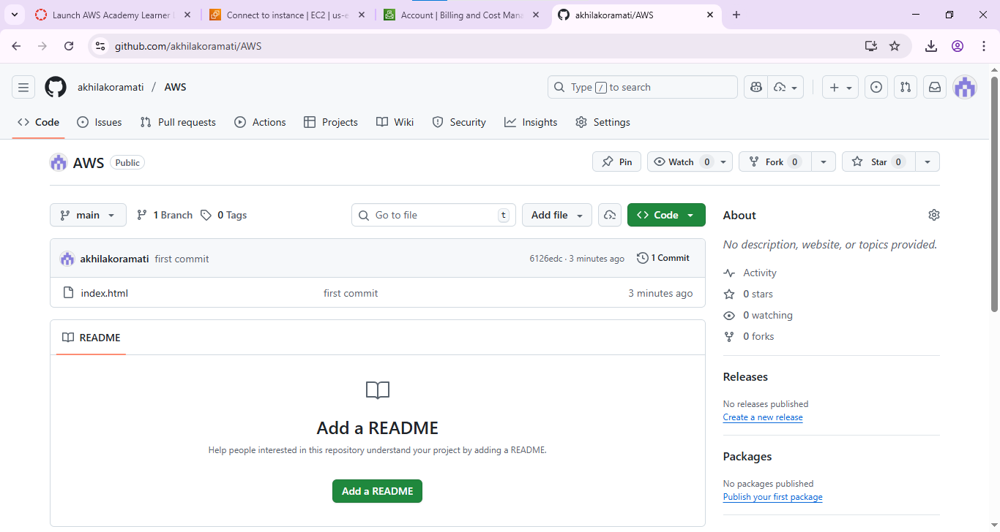 Launch AWS Academy Learner L
Connect to instance | EC2 | us-e
Account | Billing and Cost Mana
akhilakoramati/AWS
github.com/akhilakoramati/AWS
akhilakoramati / AWS
Type / to search
Code
Issues
Pull requests
Actions
Projects
Wiki
Security
Insights
Settings
AWS Public
Pin
Watch 0
Fork 0
Star 0
main
1 Branch
0 Tags
Go to file t
Add file
Code
About
No description, website, or topics provided.
akhilakoramati first commit
6126edc · 3 minutes ago
1 Commit
index.html first commit 3 minutes ago
Activity
0 stars
0 watching
0 forks
README
Add a README
Help people interested in this repository understand your project by adding a README.
Add a README
Releases
No releases published
Create a new release
Packages
No packages published
Publish your first package